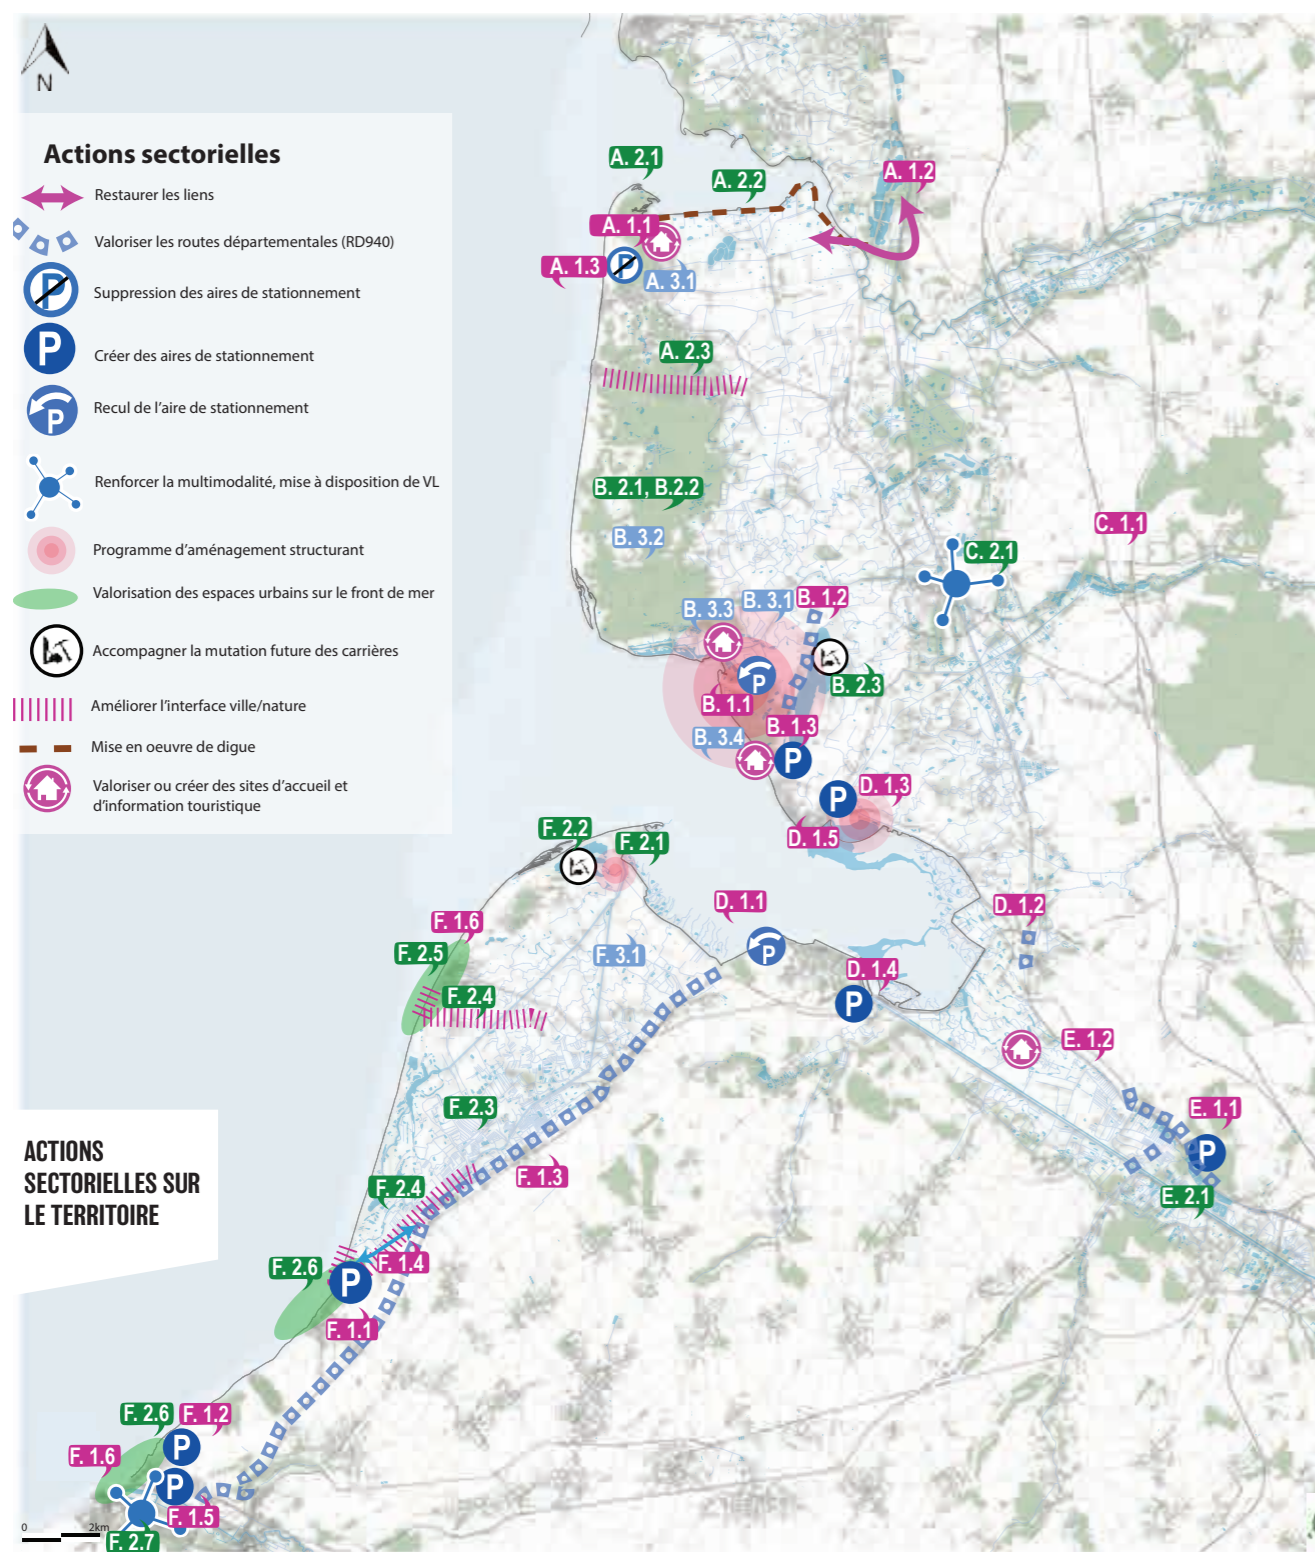 N
Actions sectorielles
Restaurer les liens
Valoriser les routes départementales (RD940)
P
Suppression des aires de stationnement
P
Créer des aires de stationnement
P
Recul de l'aire de stationnement
Renforcer la multimodalité, mise à disposition de VL
Programme d'aménagement structurant
Valorisation des espaces urbains sur le front de mer
Accompagner la mutation future des carrières
Améliorer l'interface ville/nature
Mise en oeuvre de digue
Valoriser ou créer des sites d'accueil et
d'information touristique
A. 2.1
A. 2.2
A. 1.2
A. 1.1
A. 1.3
P
A. 3.1
A. 2.3
B. 2.1, B.2.2
B. 3.2
C. 1.1
C. 2.1
B. 3.3
B. 3.1
B. 1.2
P
B. 2.3
B. 1.1
B. 1.3
B. 3.4
P
P
D. 1.3
D. 1.5
F. 2.2
F. 2.1
D. 1.1
D. 1.2
F. 1.6
F. 2.5
F. 3.1
P
D. 1.4
P
F. 2.4
E. 1.2
F. 2.3
E. 1.1
P
E. 2.1
F. 1.3
F. 2.4
F. 1.4
F. 2.6
P
F. 1.1
ACTIONS
SECTORIELLES SUR
LE TERRITOIRE
F. 2.6
F. 1.2
P
F. 1.6
P
F. 1.5
F. 2.7
0
2km